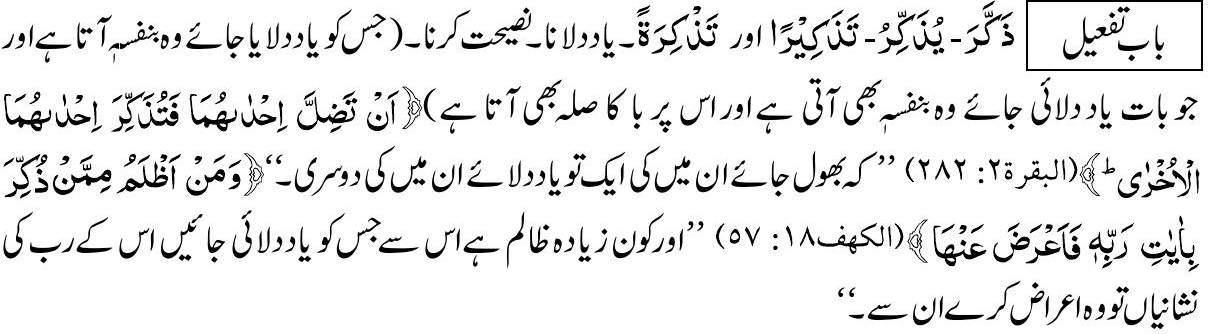 باب تفعیل ذَكَّرَ۔ يُذَكِّرُ۔ تَذَكِيْرًا اور تَذْكِرَةً۔ یاد دلانا۔ نصیحت کرنا۔ (جس کو یاد دلایا جائے وہ بنفسہٖ آتا ہے اور
جو بات یاد دلائی جائے وہ بنفسہٖ بھی آتی ہے اور اس پر با کا صلہ بھی آتا ہے)﴿اَنْ تَضِلَّ اِحْدٰىهُمَا فَتُذَكِّرَ اِحْدٰىهُمَا
الْاُخْرٰى ؕ﴾(البقرۃ۲: ۲۸۲) ’’کہ بھول جائے ان میں کی ایک تو یاد دلائے ان میں کی دوسری۔‘‘﴿وَمَنْ اَظْلَمُ مِمَّنْ ذُكِّرَ
بِاٰيٰتِ رَبِّهٖ فَاَعْرَضَ عَنْهَا﴾(الکھف۱۸: ۵۷) ’’اور کون زیادہ ظالم ہے اس سے جس کو یاد دلائی جائیں اس کے رب کی
نشانیاں تو وہ اعراض کرے ان سے۔‘‘